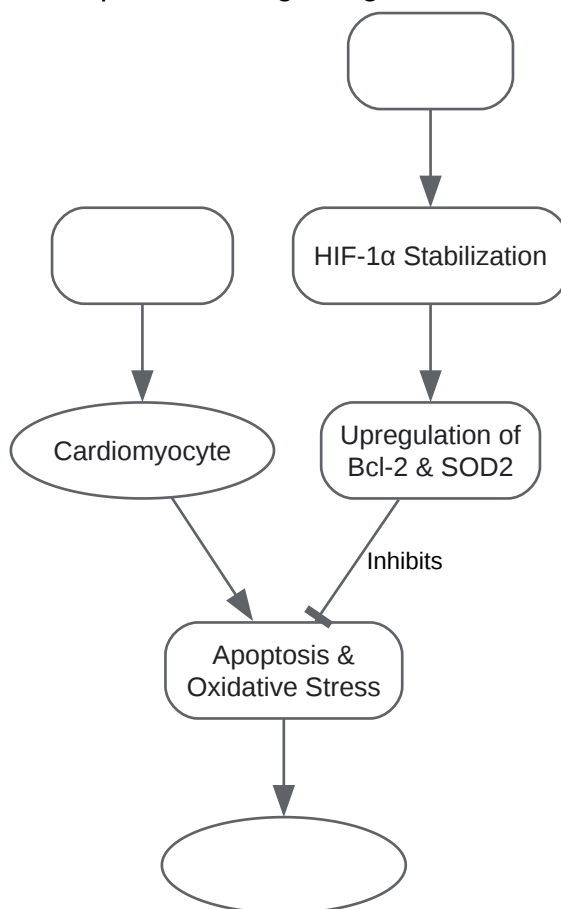 HIF-1α Stabilization
Cardiomyocyte
Upregulation of
Bcl-2 & SOD2
Inhibits
Apoptosis &
Oxidative Stress